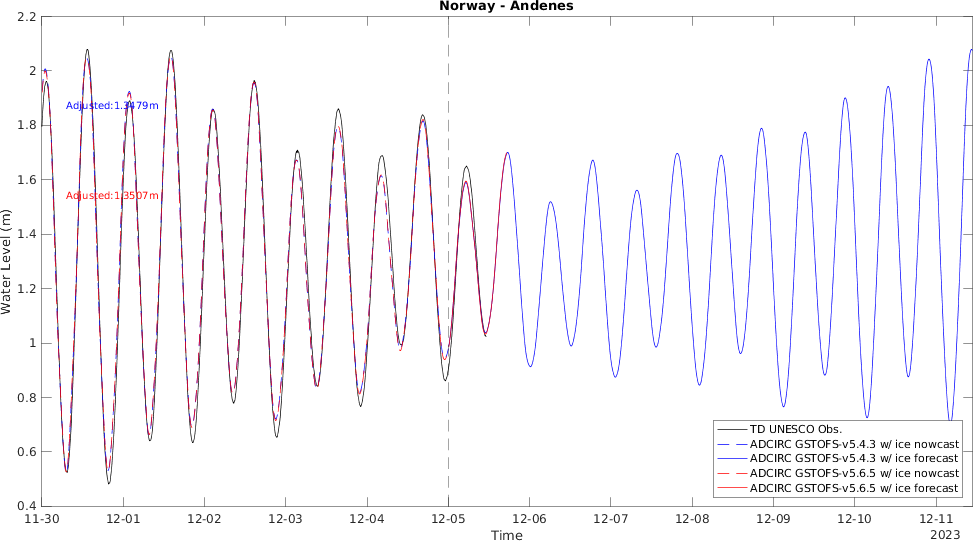 Norway - Andenes
Water Level (m)
2.2
2
1.8
1.6
1.4
1.2
1
0.8
0.6
0.4
Adjusted:1.3479m
Adjusted:1.3507m
TD UNESCO Obs.
ADCIRC GSTOFS-v5.4.3 w/ ice nowcast
ADCIRC GSTOFS-v5.4.3 w/ ice forecast
ADCIRC GSTOFS-v5.6.5 w/ ice nowcast
ADCIRC GSTOFS-v5.6.5 w/ ice forecast
11-30 12-01 12-02 12-03 12-04 12-05 12-06 12-07 12-08 12-09 12-10 12-11
2023
Time